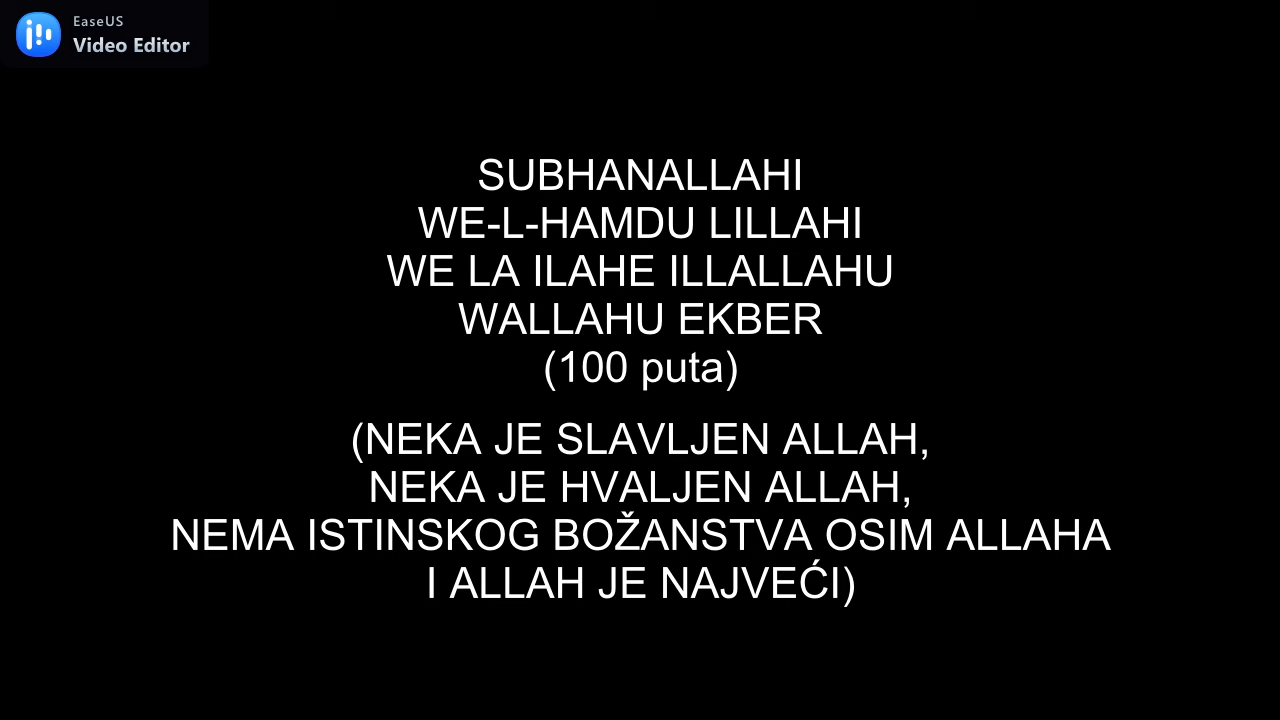 EaseUS
Video Editor
SUBHANALLAHI
WE-L-HAMDU LILLAHI
WE LA ILAHE ILLALLAHU
WALLAHU EKBER
(100 puta)
(NEKA JE SLAVLJEN ALLAH,
NEKA JE HVALJEN ALLAH,
NEMA ISTINSKOG BOŽANSTVA OSIM ALLAHA
I ALLAH JE NAJVEĆI)